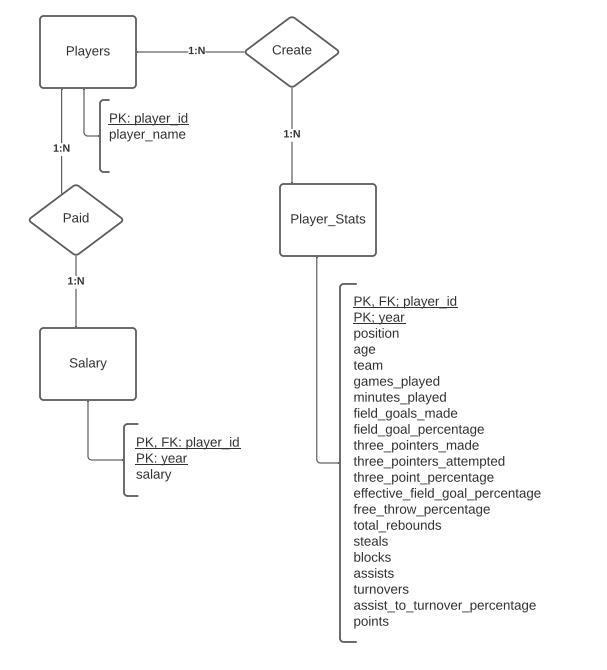 Players
1:N
Create
PK: player_id
player_name
1:N
1:N
Paid
Player_Stats
1:N
Salary
PK, FK: player_id
PK: year
salary
PK, FK; player_id
PK; year
position
age
team
games_played
minutes_played
field_goals_made
field_goal_percentage
three_pointers_made
three_pointers_attempted
three_point_percentage
effective_field_goal_percentage
free_throw_percentage
total_rebounds
steals
blocks
assists
turnovers
assist_to_turnover_percentage
points